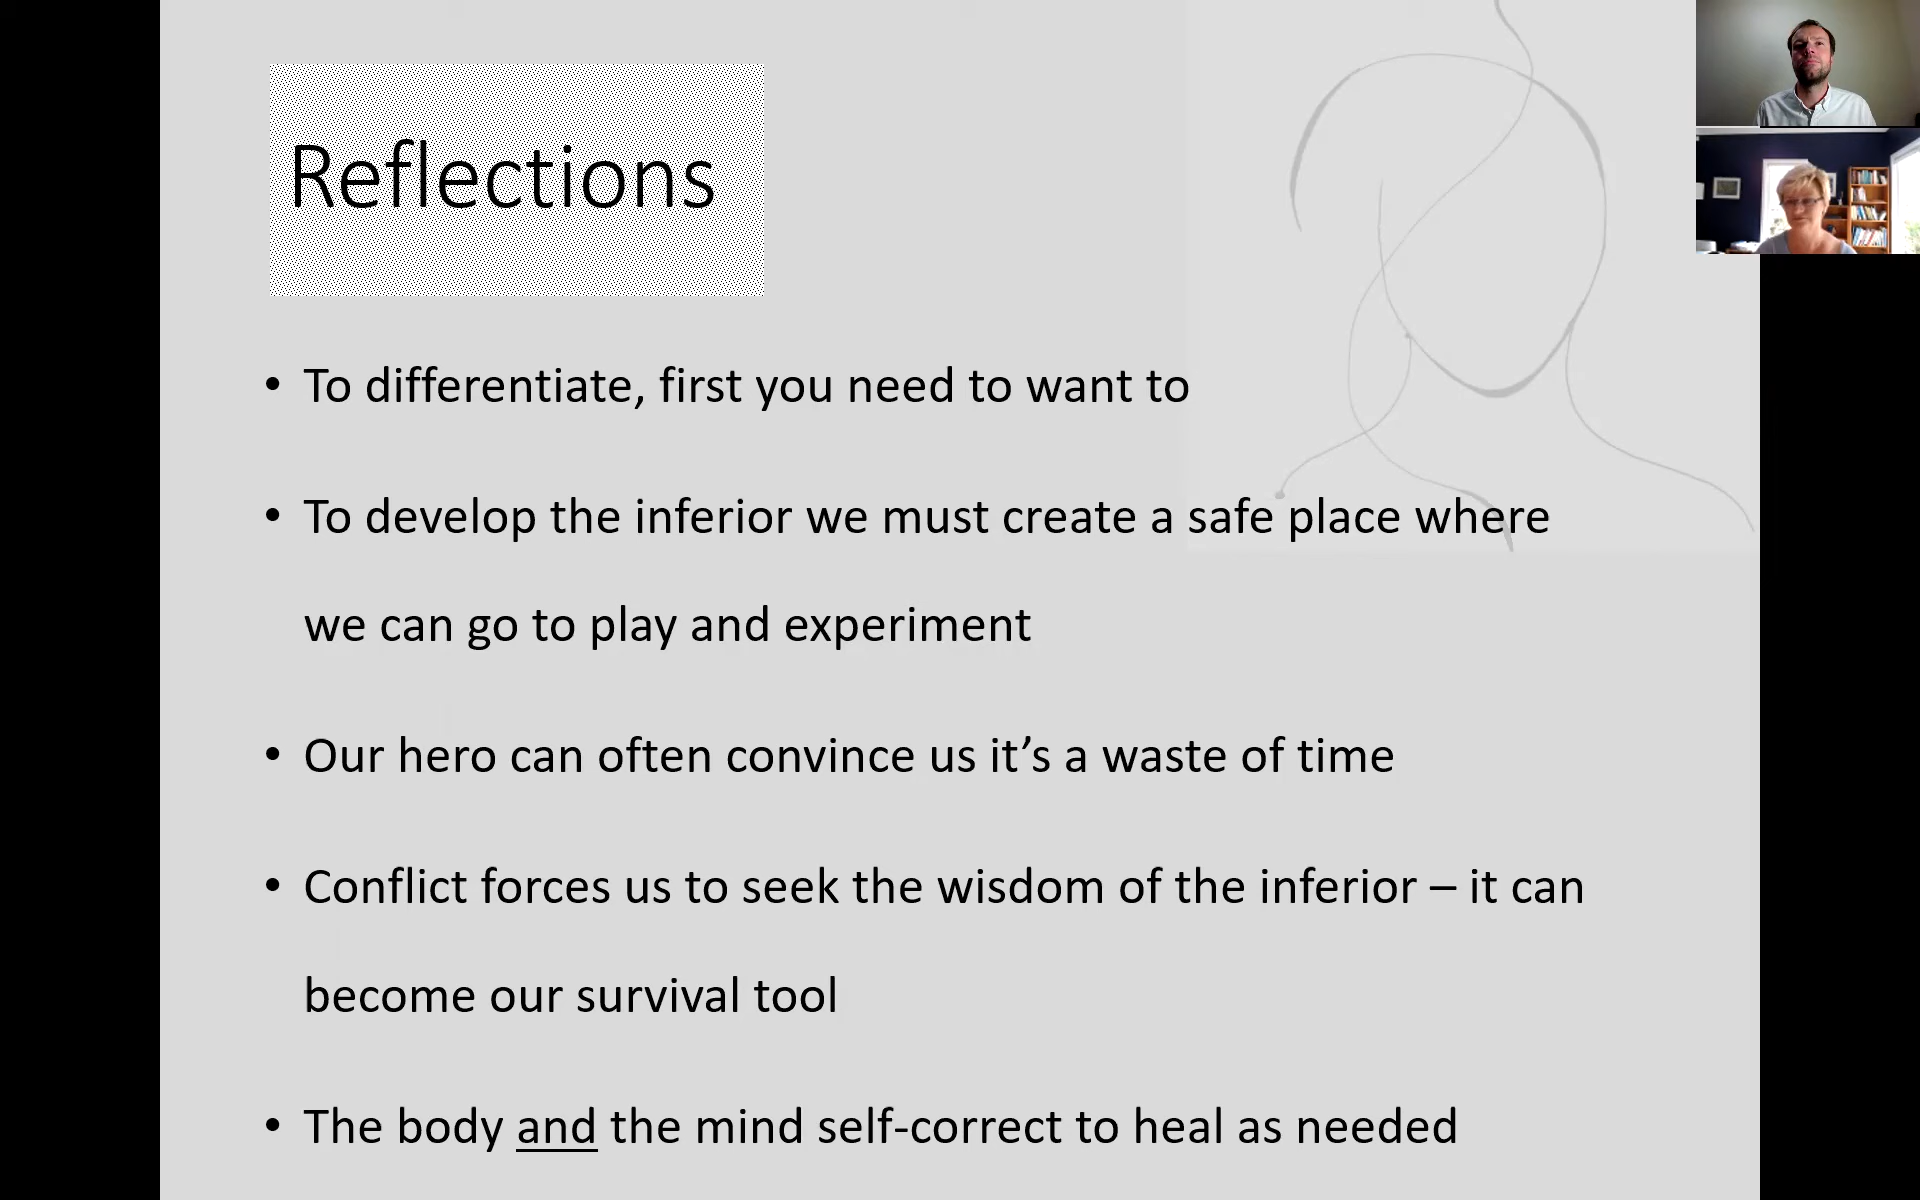 Reflections
• To differentiate, first you need to want to
• To develop the inferior we must create a safe place where
we can go to play and experiment
• Our hero can often convince us it’s a waste of time
• Conflict forces us to seek the wisdom of the inferior – it can
become our survival tool
• The body and the mind self-correct to heal as needed